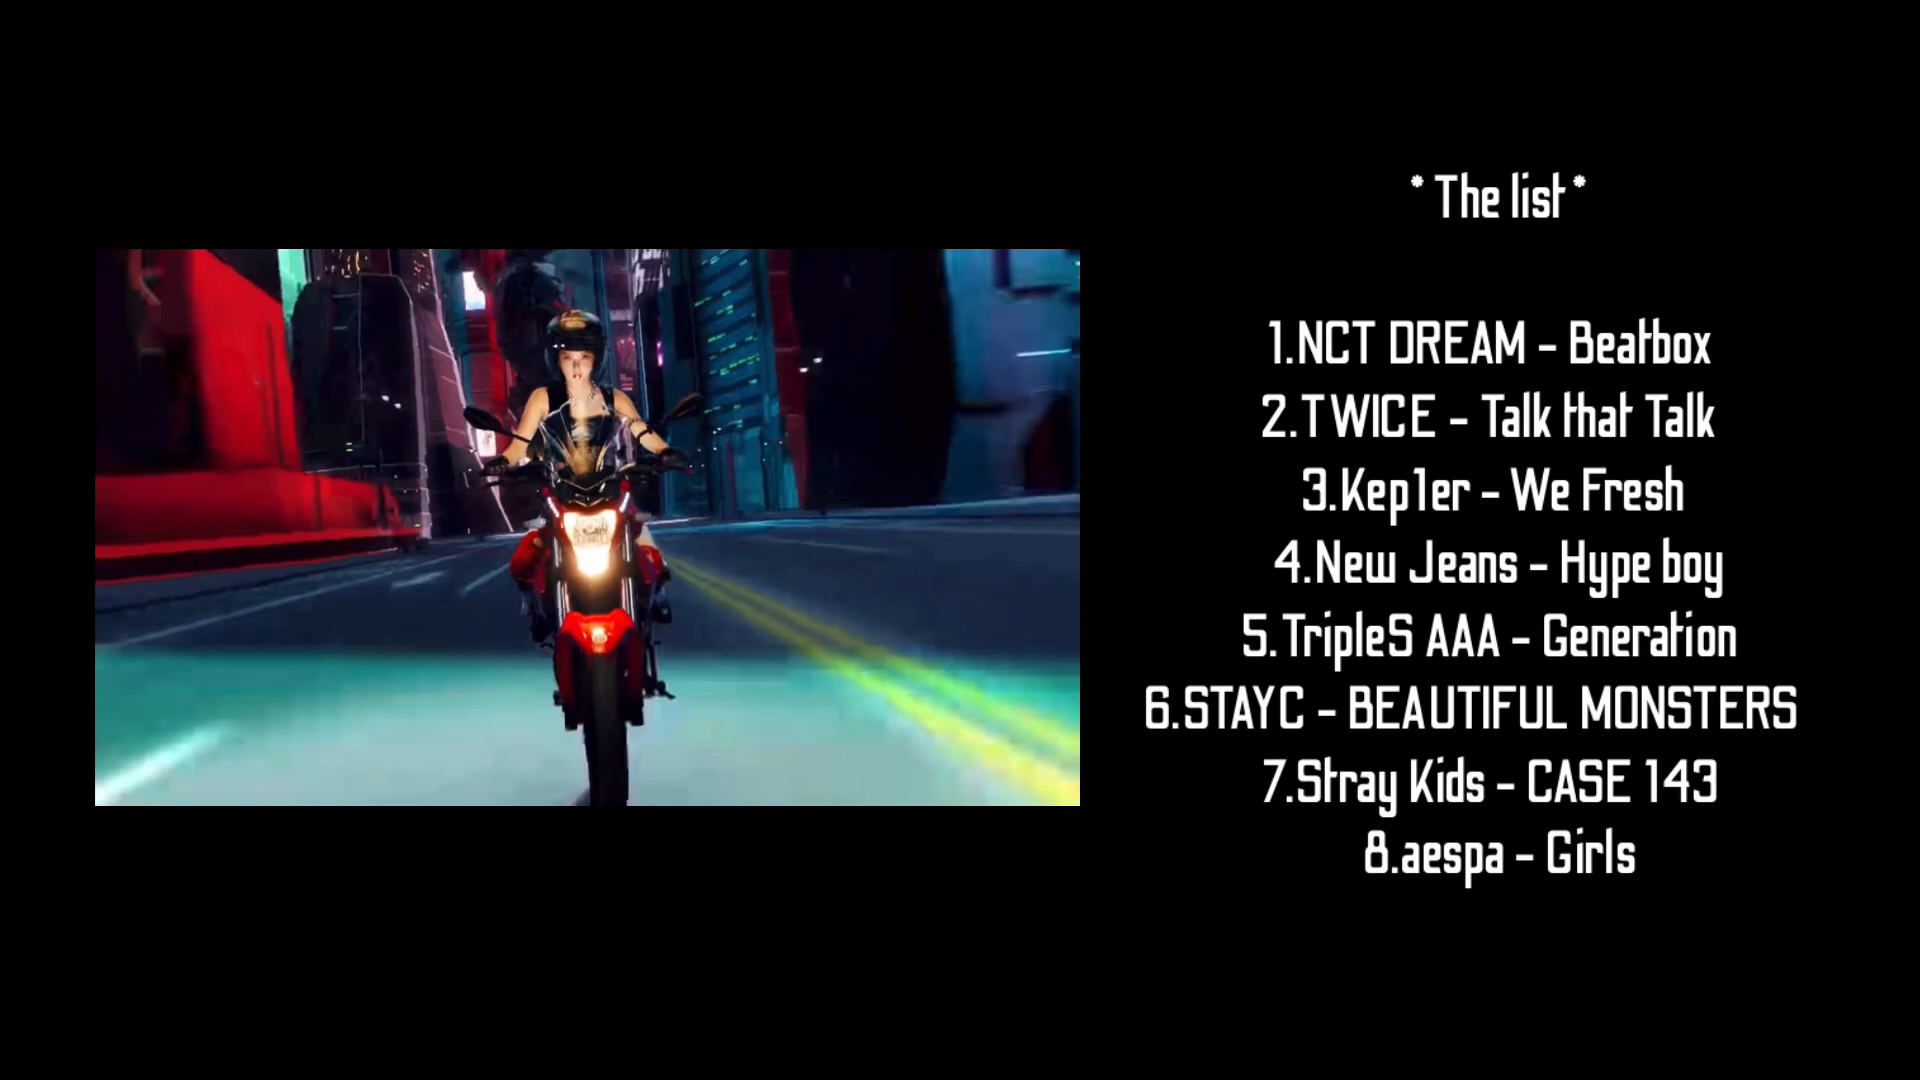 * The list *
1.NCT DREAM - Beatbox
2.TWICE - Talk that Talk
3.Kep1er - We Fresh
4.New Jeans - Hype boy
5.TripleS AAA - Generation
6.STAYC - BEAUTIFUL MONSTERS
7.Stray Kids - CASE 143
8.aespa - Girls